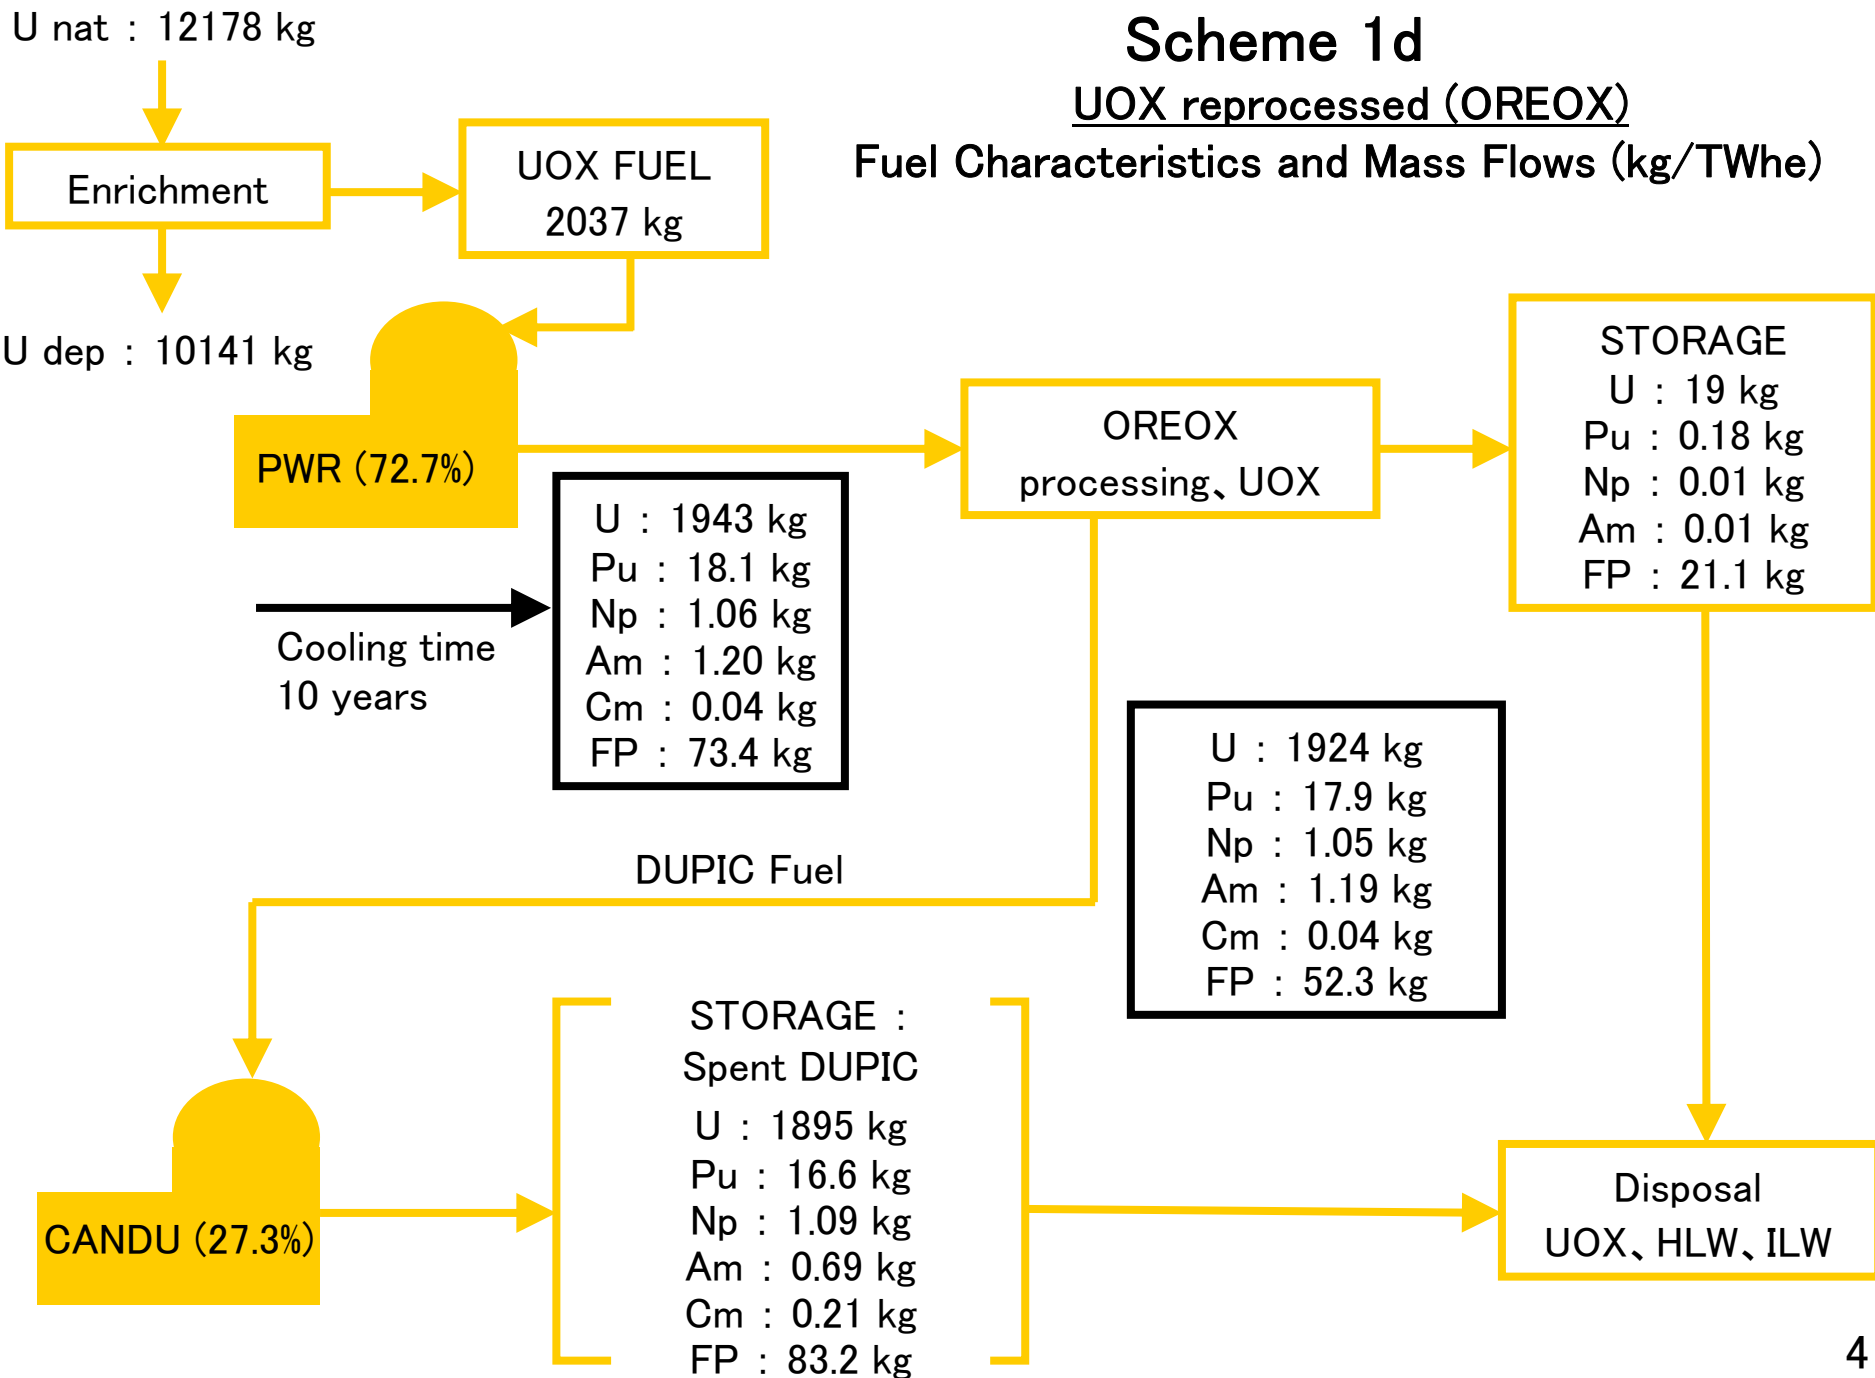 U nat : 12178 kg
Scheme 1d
UOX reprocessed (OREOX)
Fuel Characteristics and Mass Flows (kg/TWhe)
Enrichment
UOX FUEL
2037 kg
U dep : 10141 kg
PWR (72.7%)
Cooling time
10 years
U : 1943 kg
Pu : 18.1 kg
Np : 1.06 kg
Am : 1.20 kg
Cm : 0.04 kg
FP : 73.4 kg
OREOX
processing、UOX
STORAGE
U : 19 kg
Pu : 0.18 kg
Np : 0.01 kg
Am : 0.01 kg
FP : 21.1 kg
DUPIC Fuel
U : 1924 kg
Pu : 17.9 kg
Np : 1.05 kg
Am : 1.19 kg
Cm : 0.04 kg
FP : 52.3 kg
CANDU (27.3%)
STORAGE :
Spent DUPIC
U : 1895 kg
Pu : 16.6 kg
Np : 1.09 kg
Am : 0.69 kg
Cm : 0.21 kg
FP : 83.2 kg
Disposal
UOX、HLW、ILW
4